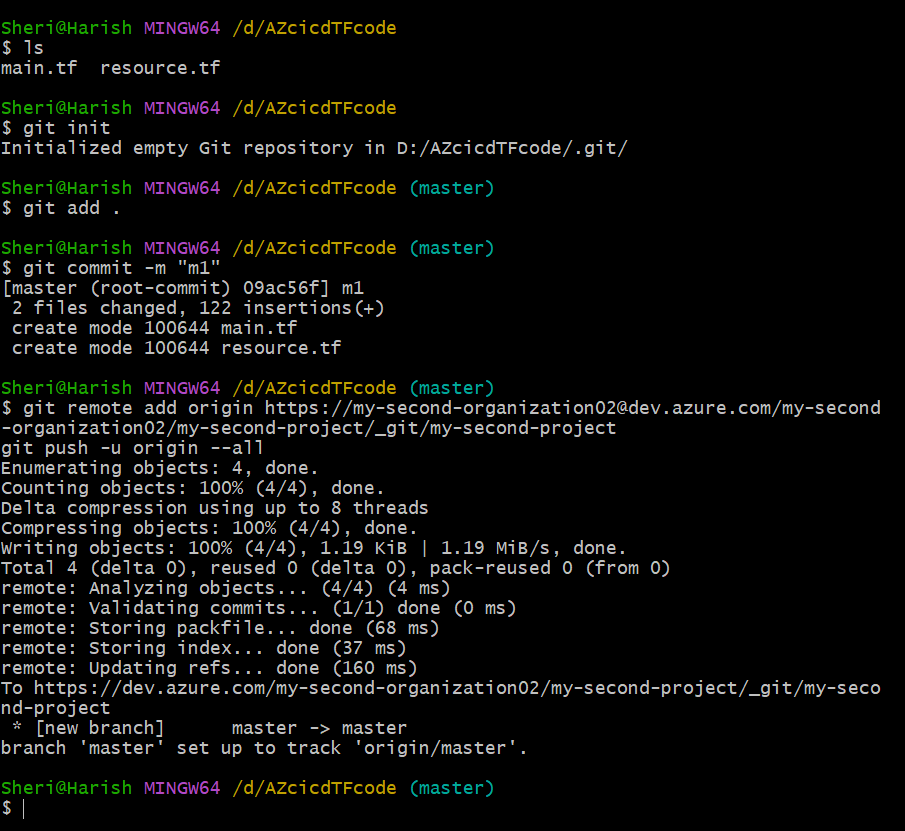 Sheri@Harish MINGW64 /d/AZcicdTFcode
$ ls
main.tf  resource.tf
Sheri@Harish MINGW64 /d/AZcicdTFcode
$ git init
Initialized empty Git repository in D:/AZcicdTFcode/.git/
Sheri@Harish MINGW64 /d/AZcicdTFcode (master)
$ git add .
Sheri@Harish MINGW64 /d/AZcicdTFcode (master)
$ git commit -m "m1"
[master (root-commit) 09ac56f] m1
 2 files changed, 122 insertions(+)
 create mode 100644 main.tf
 create mode 100644 resource.tf
Sheri@Harish MINGW64 /d/AZcicdTFcode (master)
$ git remote add origin https://my-second-organization02@dev.azure.com/my-second
-organization02/my-second-project/_git/my-second-project
git push -u origin --all
Enumerating objects: 4, done.
Counting objects: 100% (4/4), done.
Delta compression using up to 8 threads
Compressing objects: 100% (4/4), done.
Writing objects: 100% (4/4), 1.19 KiB | 1.19 MiB/s, done.
Total 4 (delta 0), reused 0 (delta 0), pack-reused 0 (from 0)
remote: Analyzing objects... (4/4) (4 ms)
remote: Validating commits... (1/1) done (0 ms)
remote: Storing packfile... done (68 ms)
remote: Storing index... done (37 ms)
remote: Updating refs... done (160 ms)
To https://dev.azure.com/my-second-organization02/my-second-project/_git/my-seco
nd-project
 * [new branch]      master -> master
branch 'master' set up to track 'origin/master'.
Sheri@Harish MINGW64 /d/AZcicdTFcode (master)
$